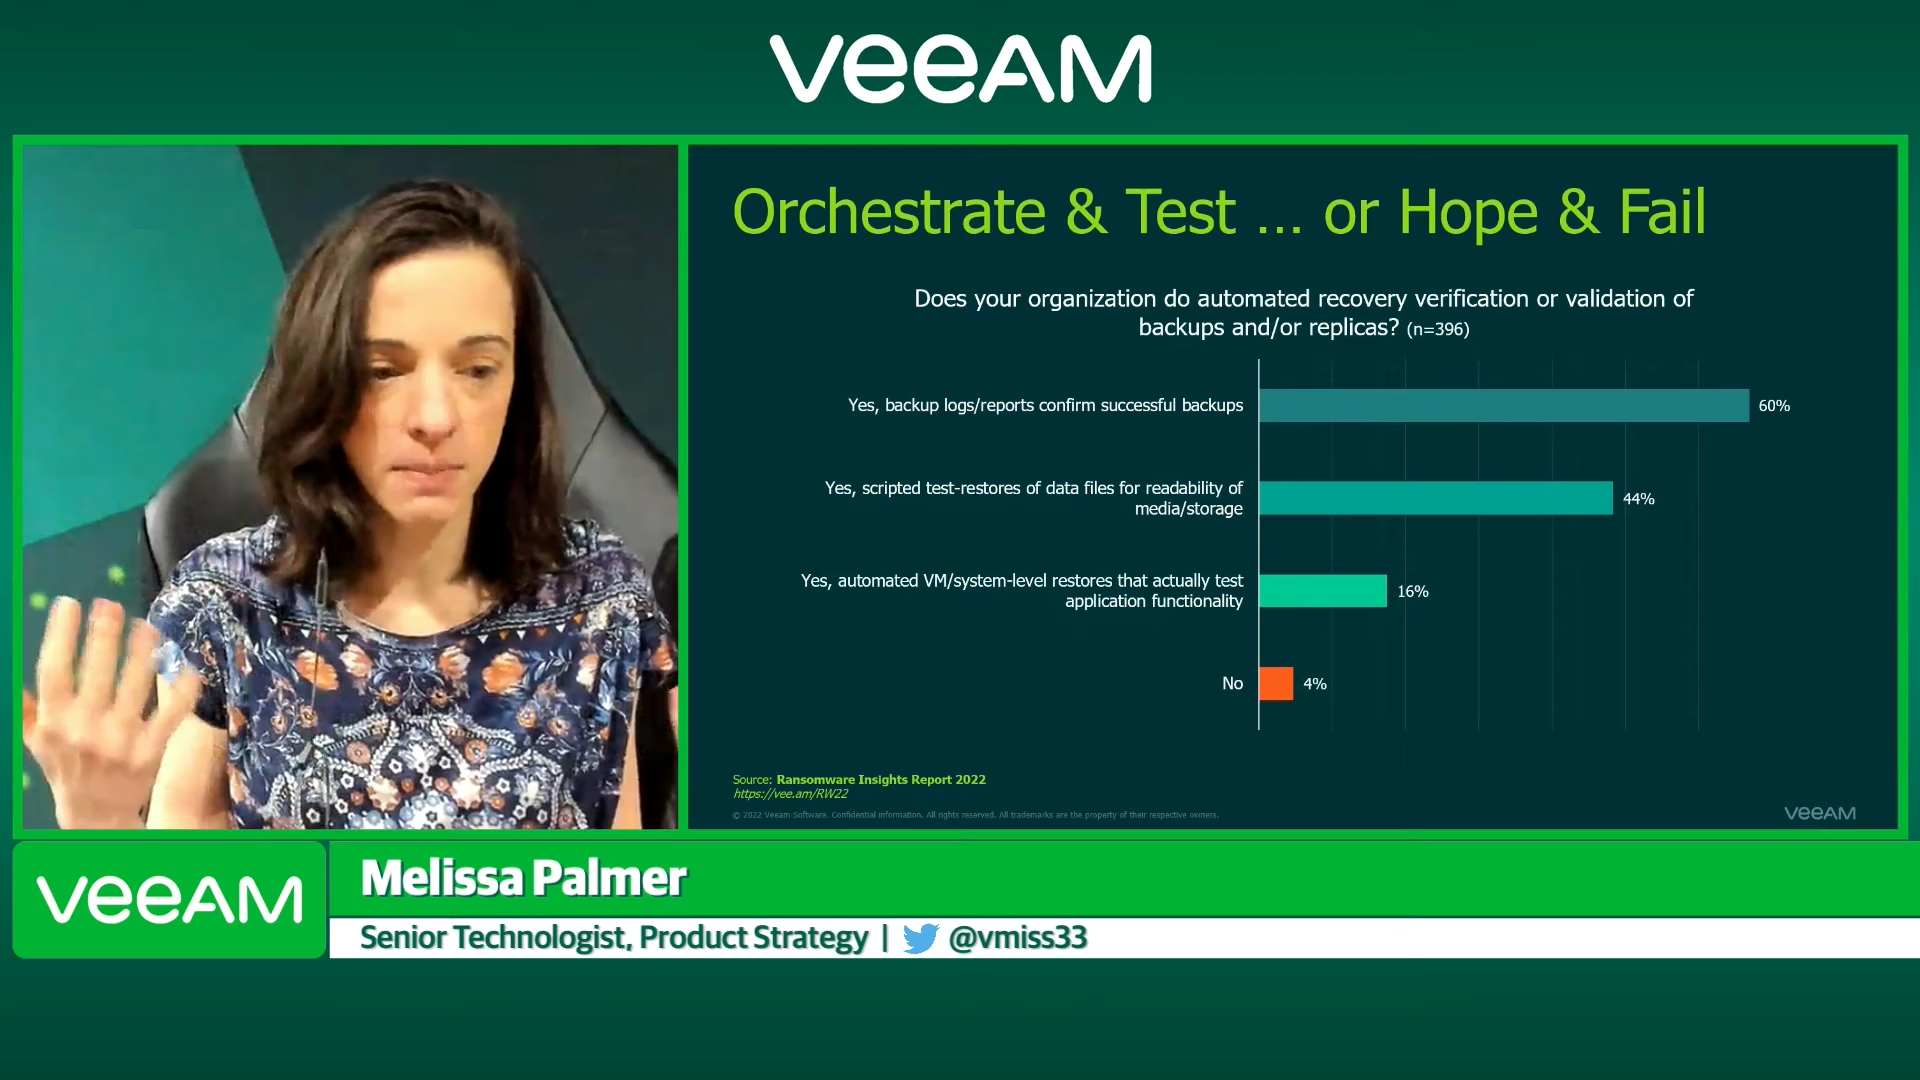 veeAM
Orchestrate & Test ... or Hope & Fail
Does your organization do automated recovery verification or validation of
backups and/or replicas? (n=396)
Yes, backup logs/reports confirm successful backups
60%
Yes, scripted test-restores of data files for readability of
media/storage
44%
Yes, automated VM/system-level restores that actually test
application functionality
16%
No
4%
Source: Ransomware Insights Report 2022
https://vee.am/RW22
© 2022 Veeam Software. Confidential information. All rights reserved. All trademarks are the property of their respective owners.
veeAM
veeAM
Melissa Palmer
Senior Technologist, Product Strategy | @vmiss33